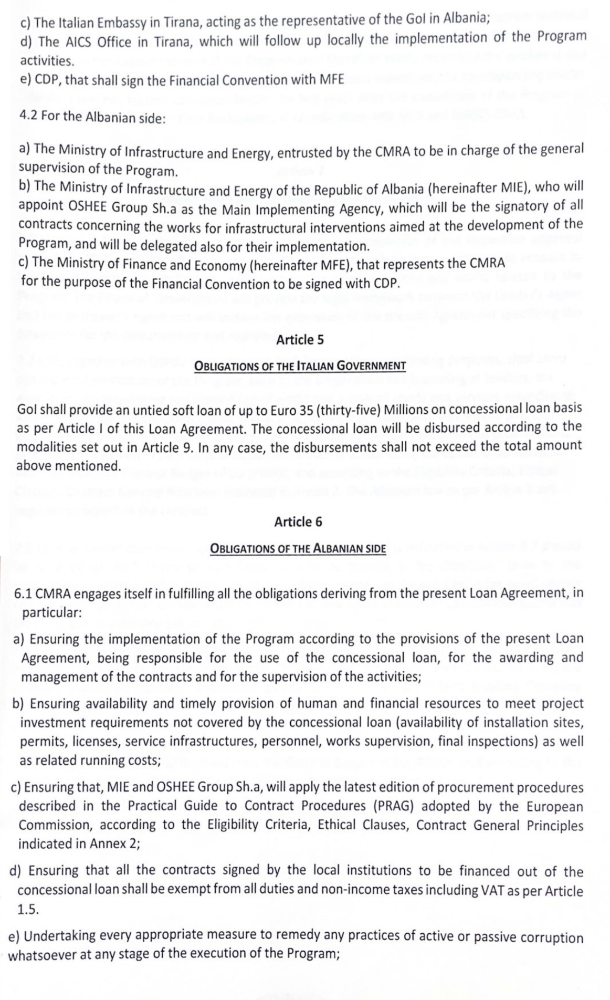 c) The Italian Embassy in Tirana, acting as the representative of the GoI in Albania;
d) The AICS Office in Tirana, which will follow up locally the implementation of the Program
activities.
e) CDP, that shall sign the Financial Convention with MFE
4.2 For the Albanian side:
a) The Ministry of Infrastructure and Energy, entrusted by the CMRA to be in charge of the general
supervision of the Program.
b) The Ministry of Infrastructure and Energy of the Republic of Albania (hereinafter MIE), who will
appoint OSHEE Group Sh.a as the Main Implementing Agency, which will be the signatory of all
contracts concerning the works for infrastructural interventions aimed at the development of the
Program, and will be delegated also for their implementation.
c) The Ministry of Finance and Economy (hereinafter MFE), that represents the CMRA
for the purpose of the Financial Convention to be signed with CDP.
Article 5
OBLIGATIONS OF THE ITALIAN GOVERNMENT
GoI shall provide an untied soft loan of up to Euro 35 (thirty-five) Millions on concessional loan basis
as per Article I of this Loan Agreement. The concessional loan will be disbursed according to the
modalities set out in Article 9. In any case, the disbursements shall not exceed the total amount
above mentioned.
Article 6
OBLIGATIONS OF THE ALBANIAN SIDE
6.1 CMRA engages itself in fulfilling all the obligations deriving from the present Loan Agreement, in
particular:
a) Ensuring the implementation of the Program according to the provisions of the present Loan
Agreement, being responsible for the use of the concessional loan, for the awarding and
management of the contracts and for the supervision of the activities;
b) Ensuring availability and timely provision of human and financial resources to meet project
investment requirements not covered by the concessional loan (availability of installation sites,
permits, licenses, service infrastructures, personnel, works supervision, final inspections) as well
as related running costs;
c) Ensuring that, MIE and OSHEE Group Sh.a, will apply the latest edition of procurement procedures
described in the Practical Guide to Contract Procedures (PRAG) adopted by the European
Commission, according to the Eligibility Criteria, Ethical Clauses, Contract General Principles
indicated in Annex 2;
d) Ensuring that all the contracts signed by the local institutions to be financed out of the
concessional loan shall be exempt from all duties and non-income taxes including VAT as per Article
1.5.
e) Undertaking every appropriate measure to remedy any practices of active or passive corruption
whatsoever at any stage of the execution of the Program;